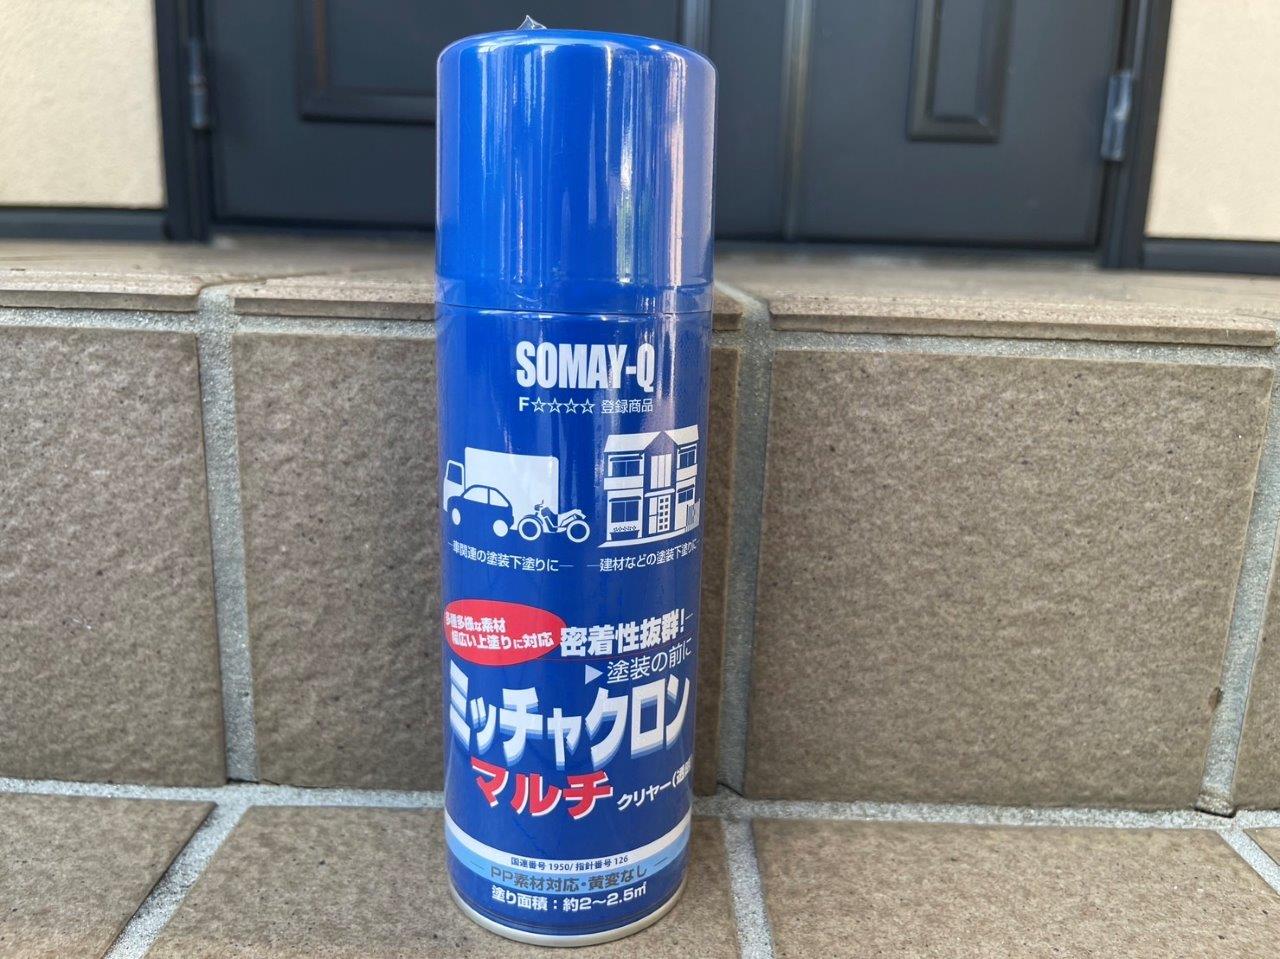 SOMAY-Q
F☆☆☆☆ 登録商品
車関連の塗装下塗りに
建材などの塗装下塗りに
多種多様な素材
幅広い上塗りに対応
密着性抜群!
▶塗装の前に
ミッチャクロン
マルチ
クリヤー(透
国連番号 1950/指針番号 126
PP素材対応・黄変なし
塗り面積:約2~2.5㎡